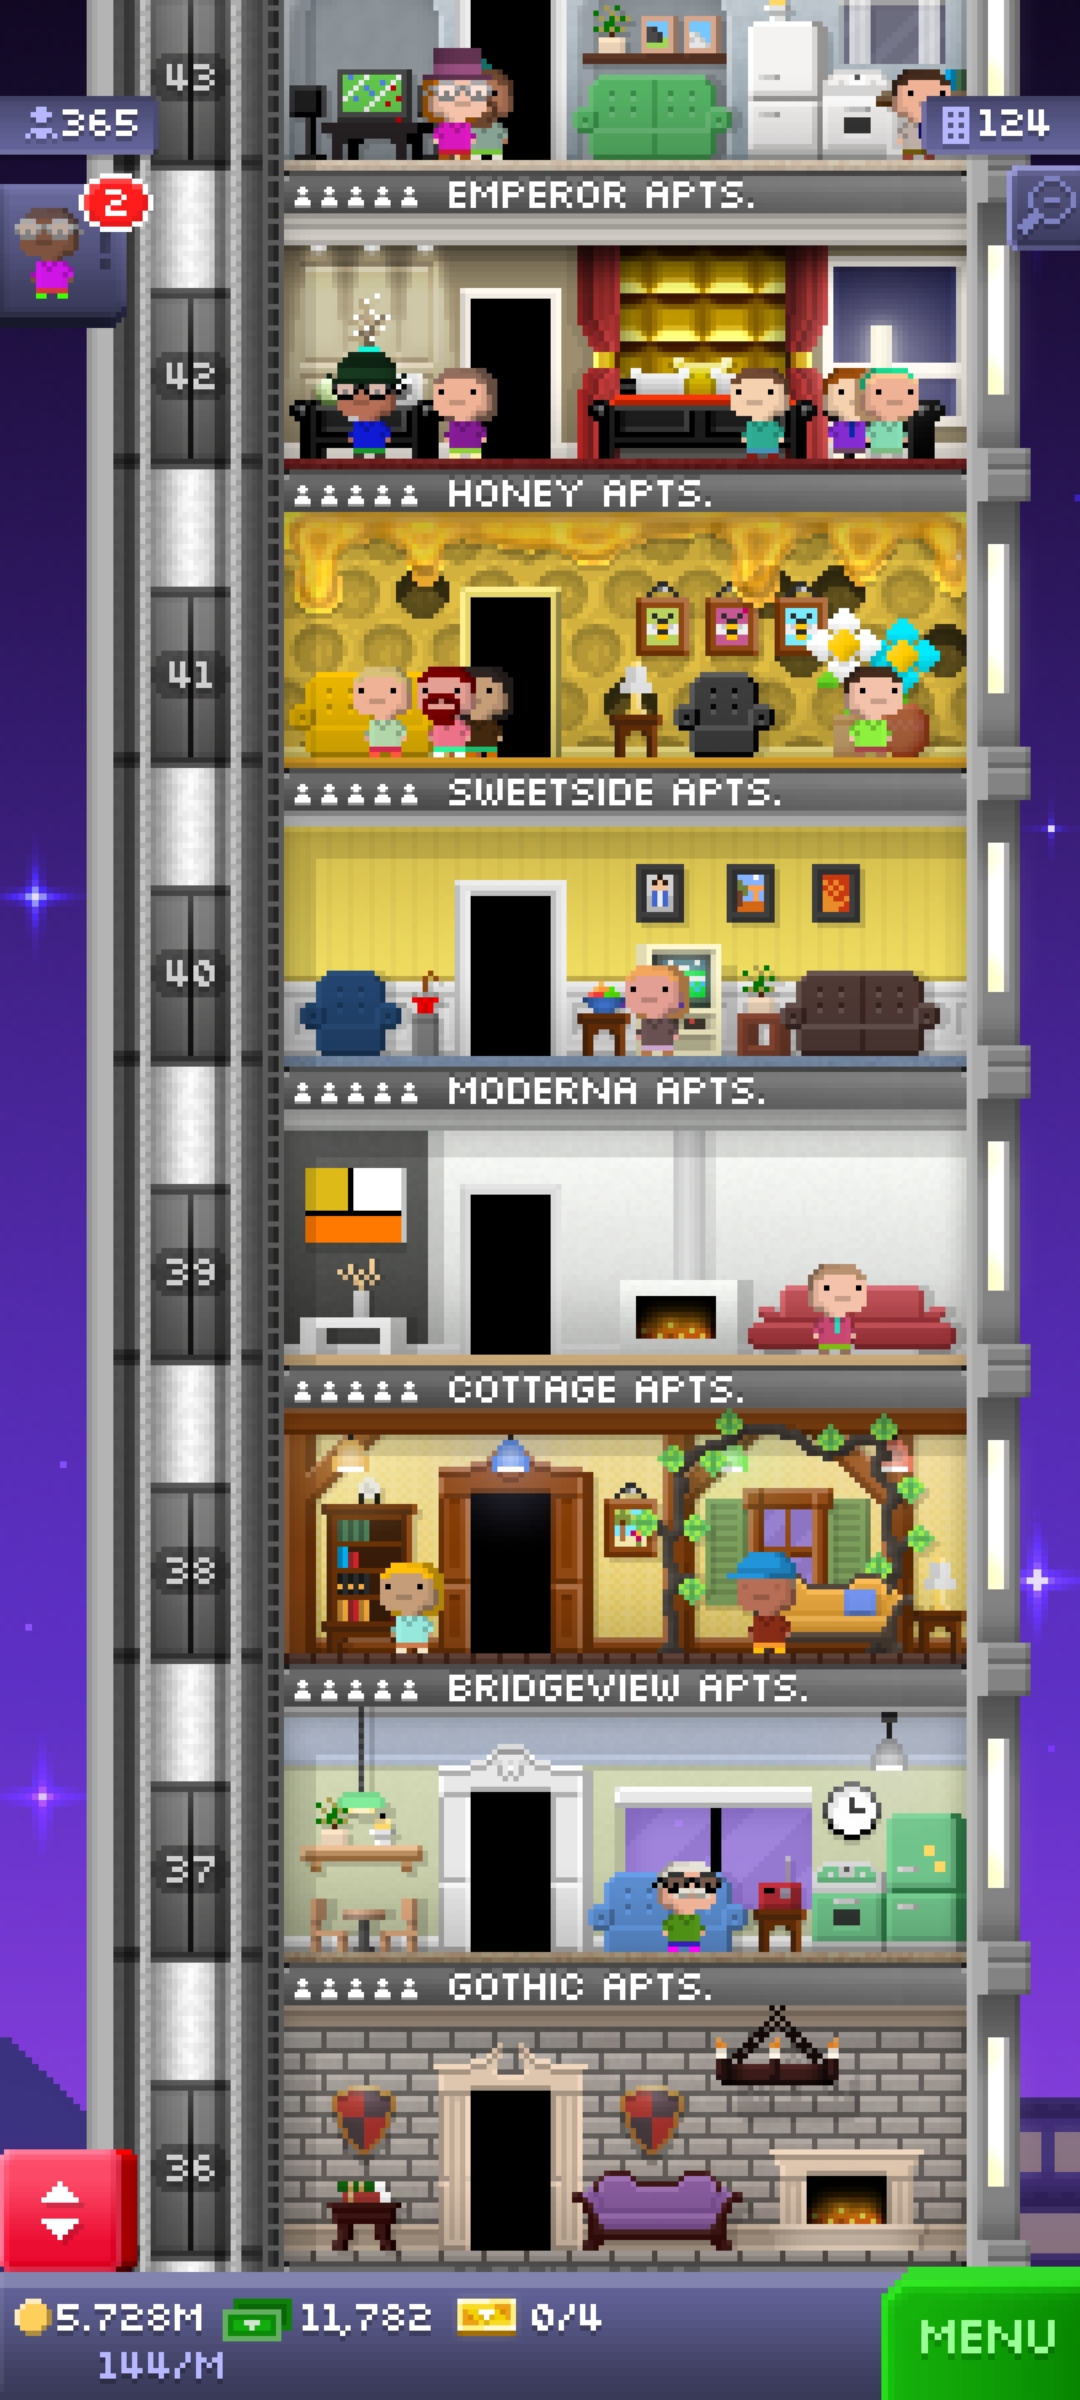 43
365
124
2
EMPEROR APTS.
42
HONEY APTS.
41
SWEETSIDE APTS.
40
MODERNA APTS.
39
COTTAGE APTS.
38
BRIDGEVIEW APTS.
37
GOTHIC APTS.
36
5.728M 11,782 0/4
144/M
MENU